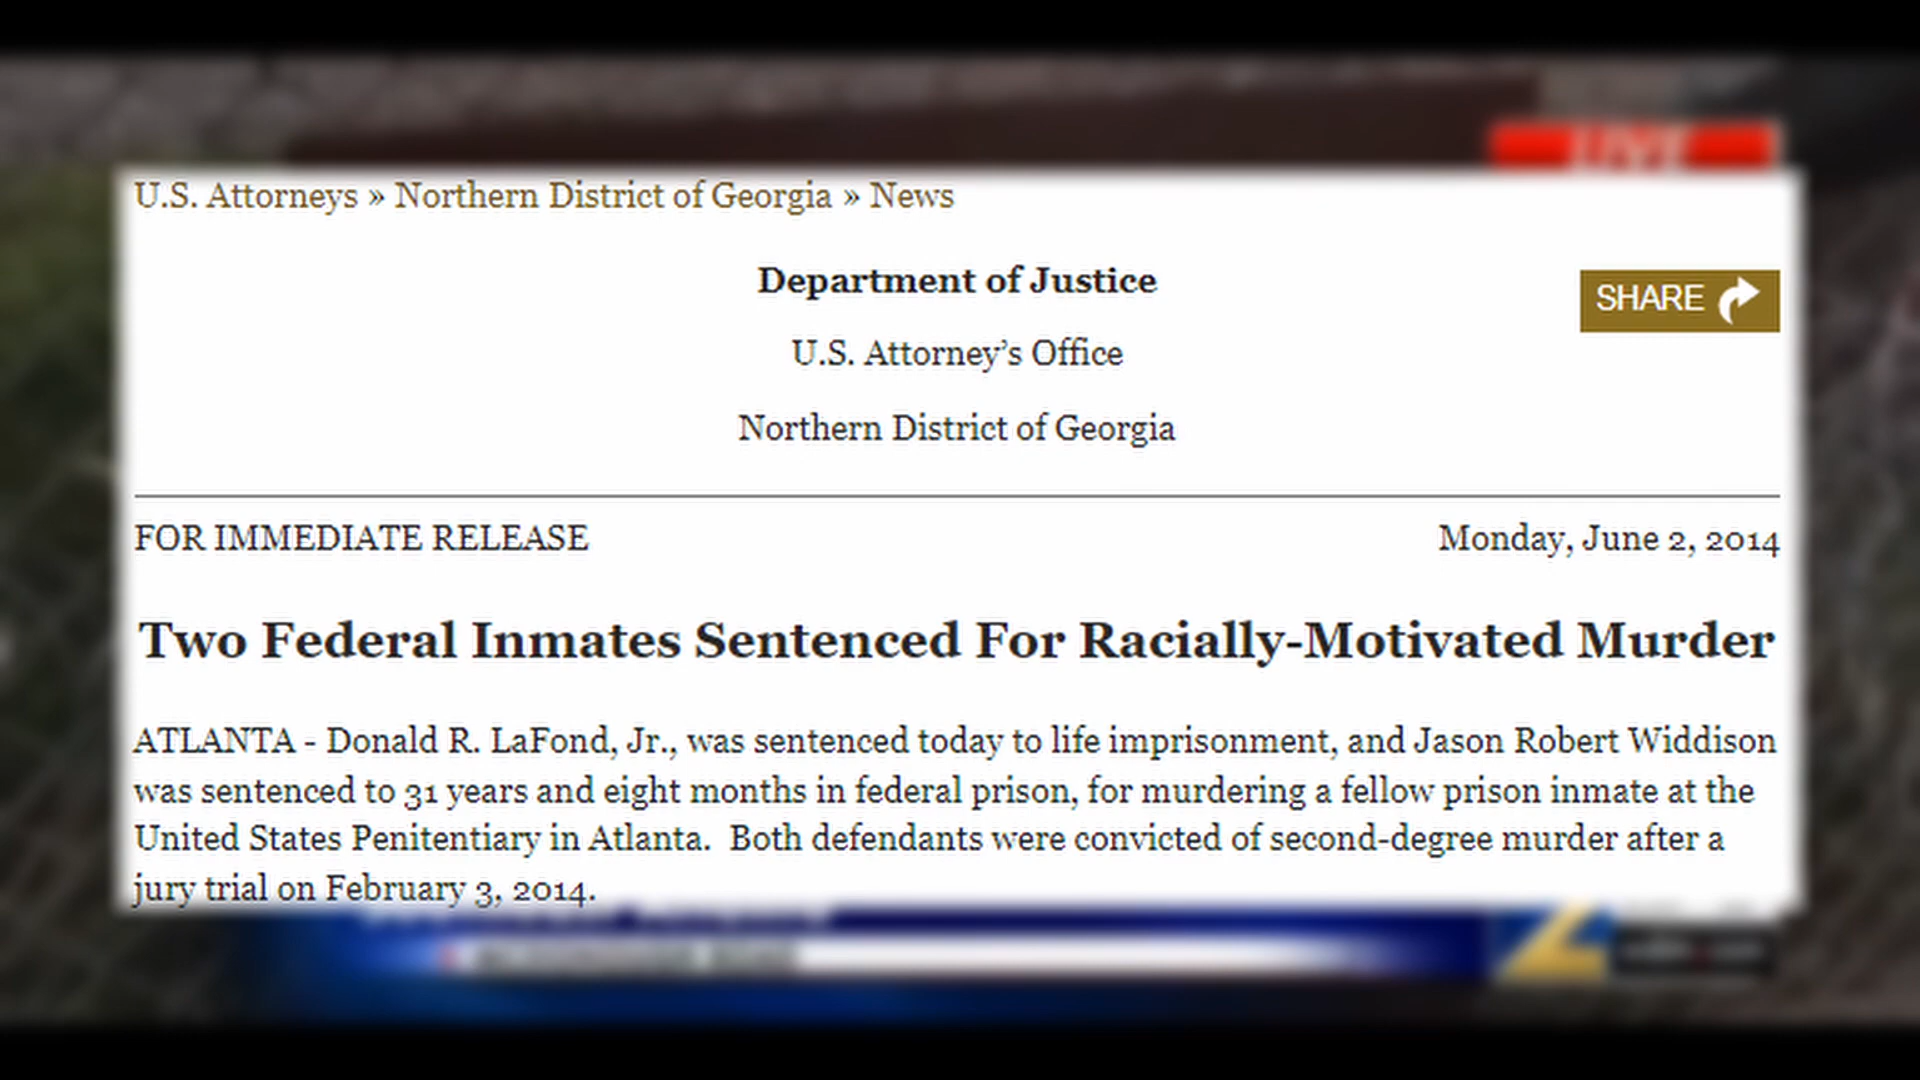 LIVE
U.S. Attorneys » Northern District of Georgia » News
Department of Justice
SHARE
U.S. Attorney's Office
Northern District of Georgia
FOR IMMEDIATE RELEASE
Monday, June 2, 2014
Two Federal Inmates Sentenced For Racially-Motivated Murder
ATLANTA - Donald R. LaFond, Jr., was sentenced today to life imprisonment, and Jason Robert Widdison
was sentenced to 31 years and eight months in federal prison, for murdering a fellow prison inmate at the
United States Penitentiary in Atlanta.  Both defendants were convicted of second-degree murder after a
jury trial on February 3, 2014.